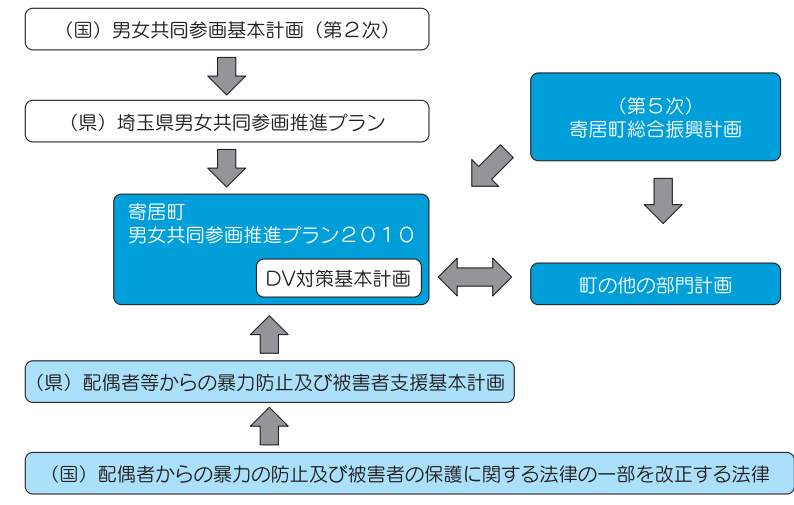 （国）男女共同参画基本計画（第２次）
（県）埼玉県男女共同参画推進プラン
（第５次）
寄居町総合振興計画
寄居町
男女共同参画推進プラン２０１０
DV対策基本計画
町の他の部門計画
（県）配偶者等からの暴力防止及び被害者支援基本計画
（国）配偶者からの暴力の防止及び被害者の保護に関する法律の一部を改正する法律